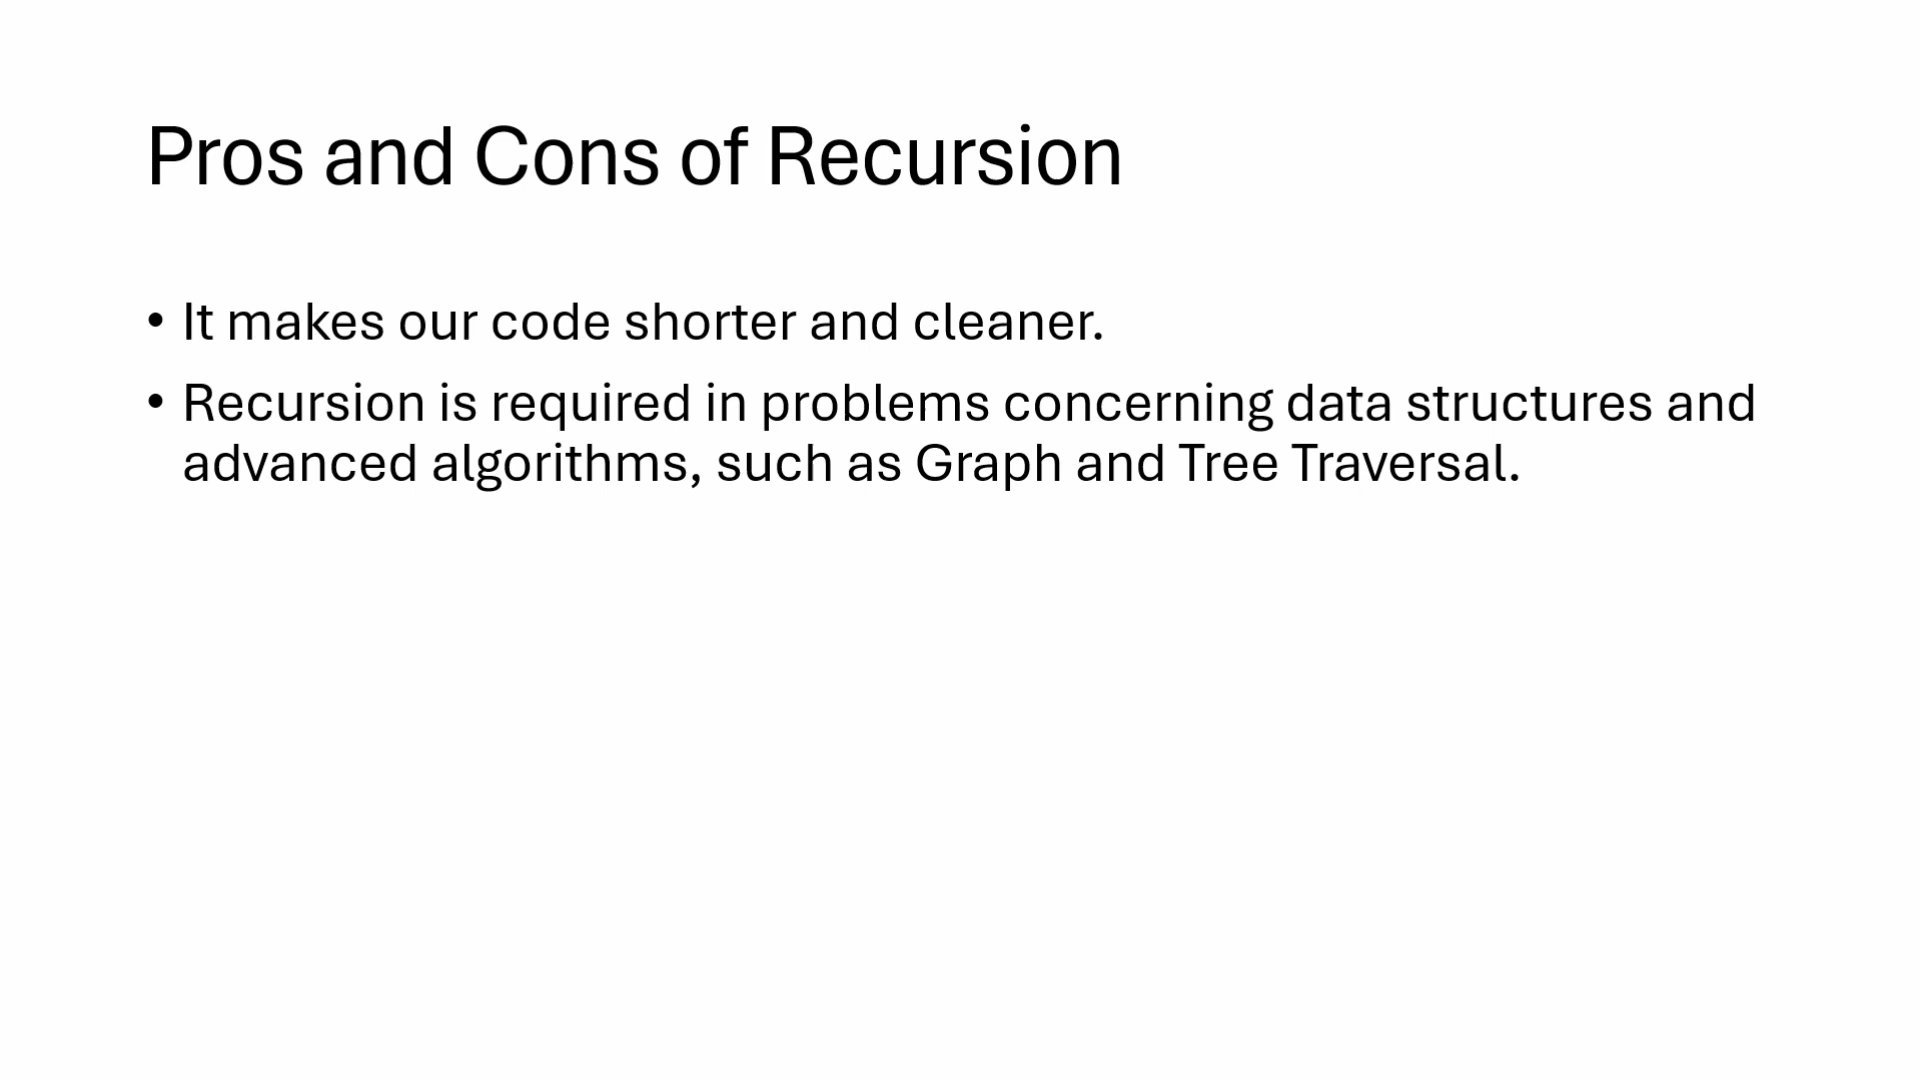 Pros and Cons of Recursion
• It makes our code shorter and cleaner.
• Recursion is required in problems concerning data structures and
advanced algorithms, such as Graph and Tree Traversal.